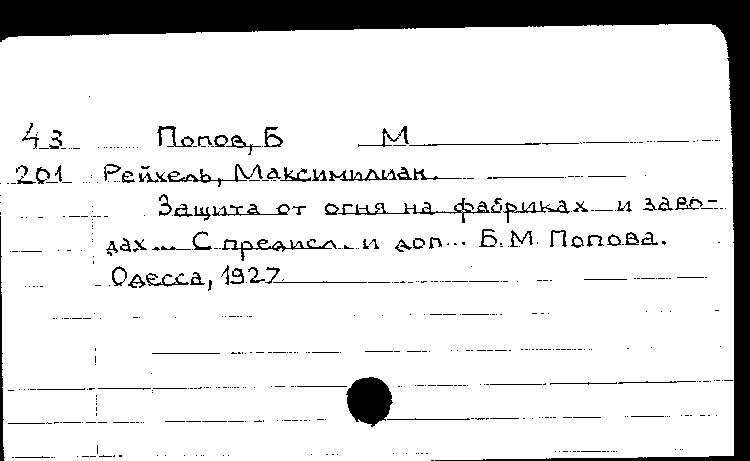 43 Попов, Б М
201 Рейхель, Максимилиан.
Защита от огня на фабриках и заво-
дах... С предисл. и доп... Б.М. Попова.
Одесса, 1927